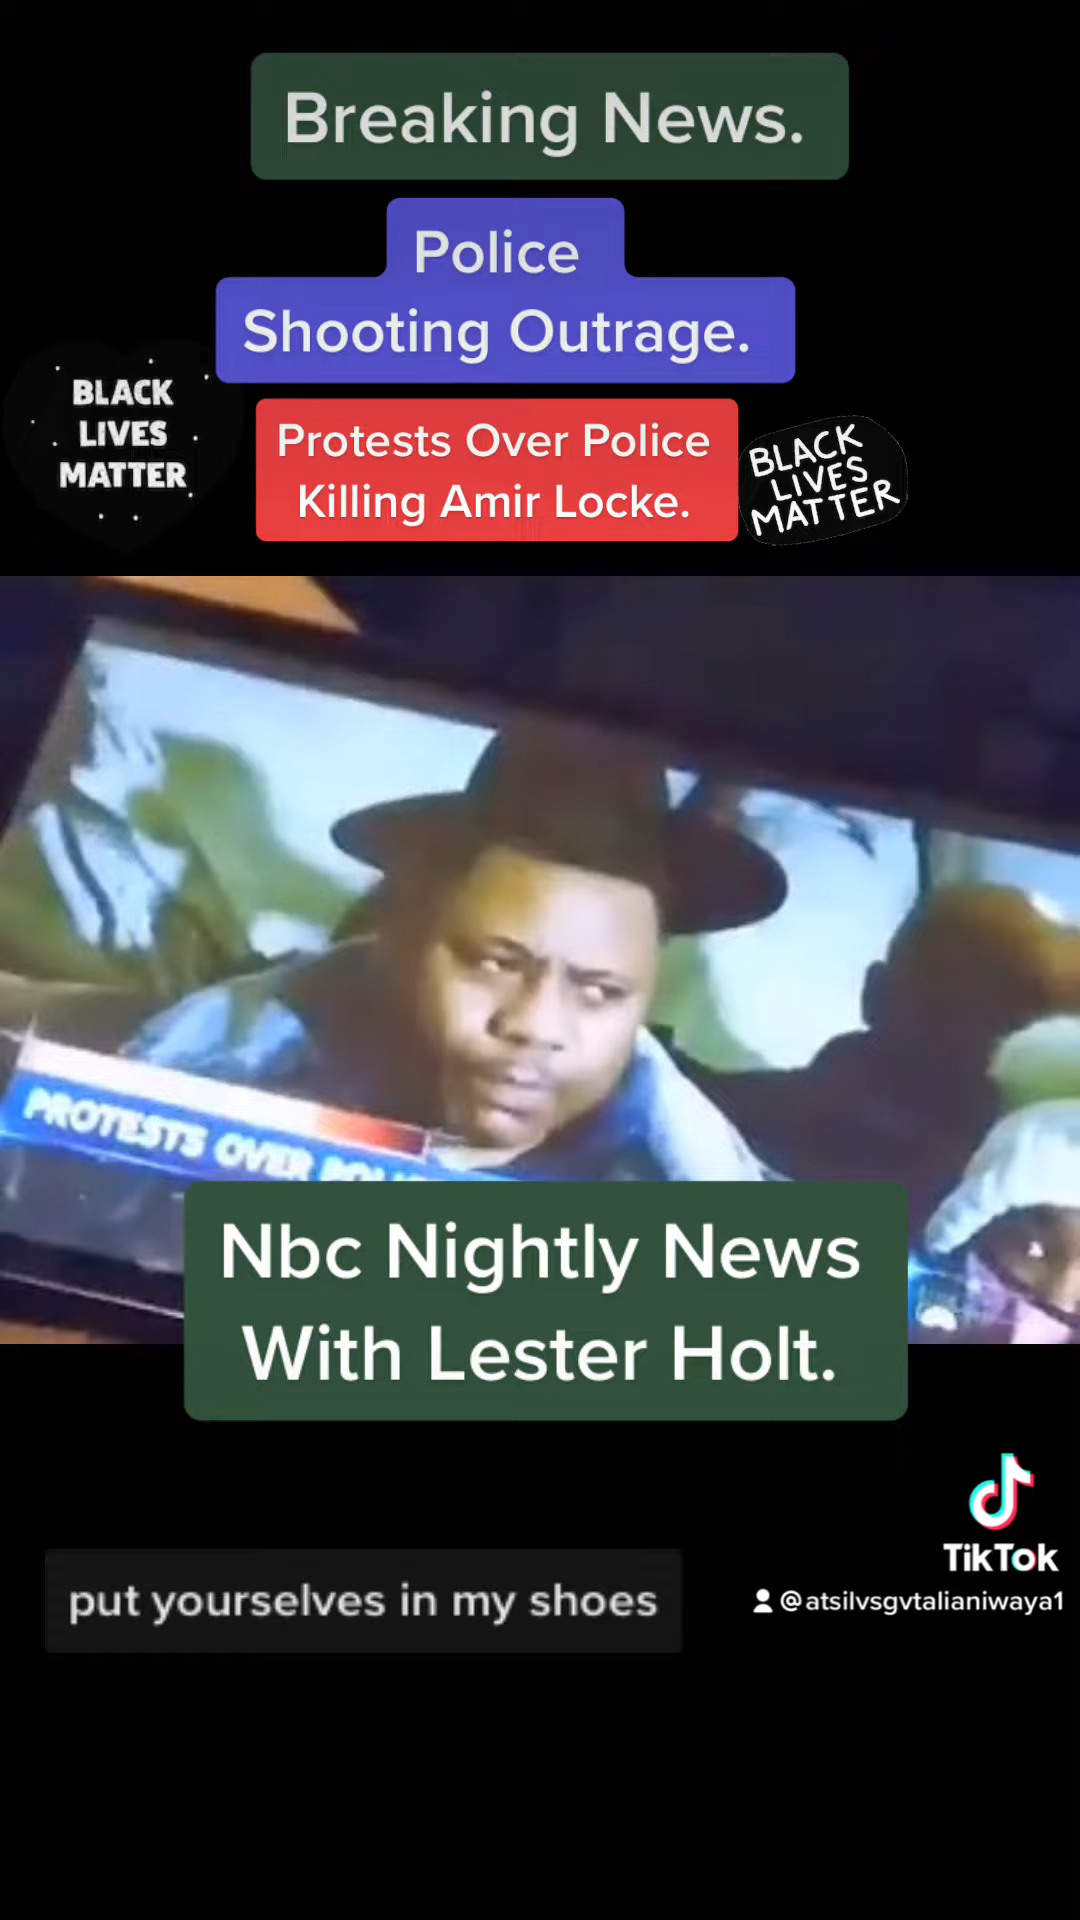 Breaking News.
Police
Shooting Outrage.
BLACK
LIVES
MATTER
Protests Over Police
Killing Amir Locke.
BLACK
LIVES
MATTER
PROTESTS OVER
Nbc Nightly News
With Lester Holt.
TikTok
@atsilvsgvtalianiwaya1
put yourselves in my shoes